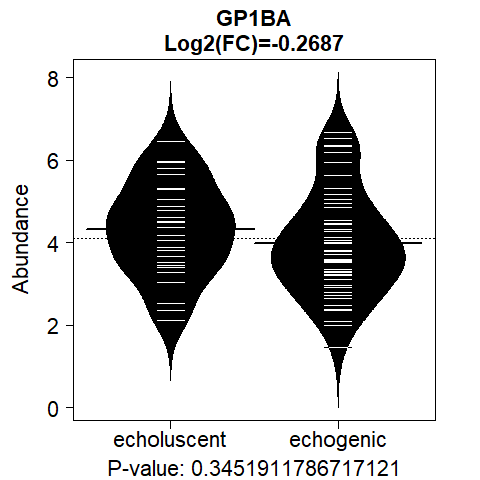 GP1BA
Log2(FC)=-0.2687
Abundance
8
6
4
2
0
echoluscent echogenic
P-value: 0.3451911786717121